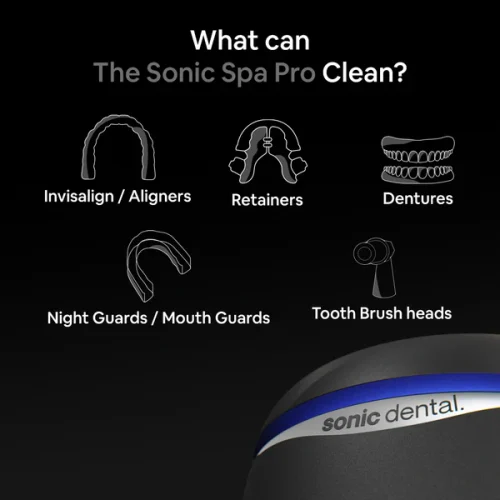 What can
The Sonic Spa Pro Clean?
Invisalign / Aligners
Retainers
Dentures
Night Guards / Mouth Guards
Tooth Brush heads
sonic dental.